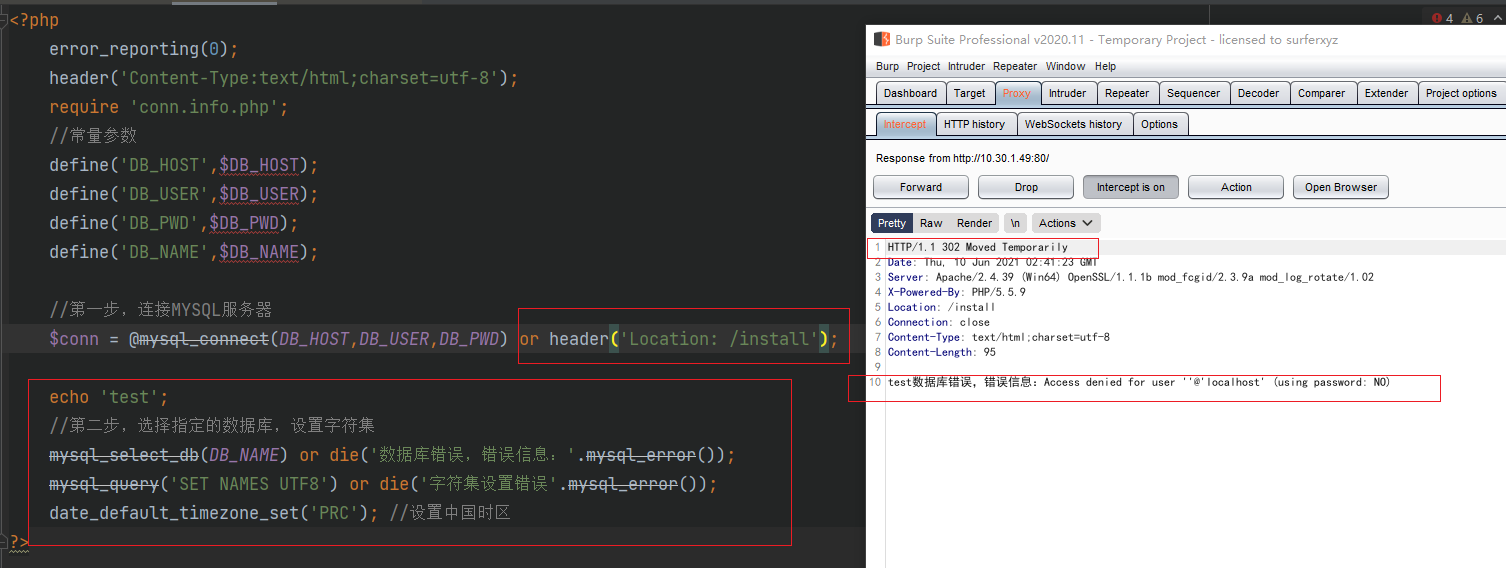 <?php
error_reporting(0);
header('Content-Type:text/html;charset=utf-8');
require 'conn.info.php';
//常量参数
define('DB_HOST',$DB_HOST);
define('DB_USER',$DB_USER);
define('DB_PWD',$DB_PWD);
define('DB_NAME',$DB_NAME);
//第一步，连接MYSQL服务器
$conn = @mysql_connect(DB_HOST,DB_USER,DB_PWD) or header('Location: /install');
echo 'test';
//第二步，选择指定的数据库，设置字符集
mysql_select_db(DB_NAME) or die('数据库错误，错误信息：'.mysql_error());
mysql_query('SET NAMES UTF8') or die('字符集设置错误'.mysql_error());
date_default_timezone_set('PRC'); //设置中国时区
?>
4 6
Burp Suite Professional v2020.11 - Temporary Project - licensed to surferxyz
Burp Project Intruder Repeater Window Help
Dashboard Target Proxy Intruder Repeater Sequencer Decoder Comparer Extender Project options
Intercept HTTP history WebSockets history Options
Response from http://10.30.1.49:80/
Forward Drop Intercept is on Action Open Browser
Pretty Raw Render \n Actions
1 HTTP/1.1 302 Moved Temporarily
2 Date: Thu, 10 Jun 2021 02:41:23 GMT
3 Server: Apache/2.4.39 (Win64) OpenSSL/1.1.1b mod_fcgid/2.3.9a mod_log_rotate/1.02
4 X-Powered-By: PHP/5.5.9
5 Location: /install
6 Connection: close
7 Content-Type: text/html;charset=utf-8
8 Content-Length: 95
9
10 test数据库错误，错误信息：Access denied for user ''@'localhost' (using password: NO)